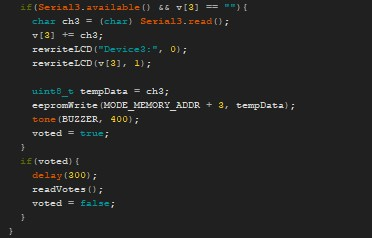 if(Serial3.available() && v[3] == ""){
char ch3 = (char) Serial3.read();
v[3] += ch3;
rewriteLCD("Device3:", 0);
rewriteLCD(v[3], 1);
uint8_t tempData = ch3;
eepromWrite(MODE_MEMORY_ADDR + 3, tempData);
tone(BUZZER, 400);
voted = true;
}
if(voted){
delay(300);
readVotes();
voted = false;
}
}